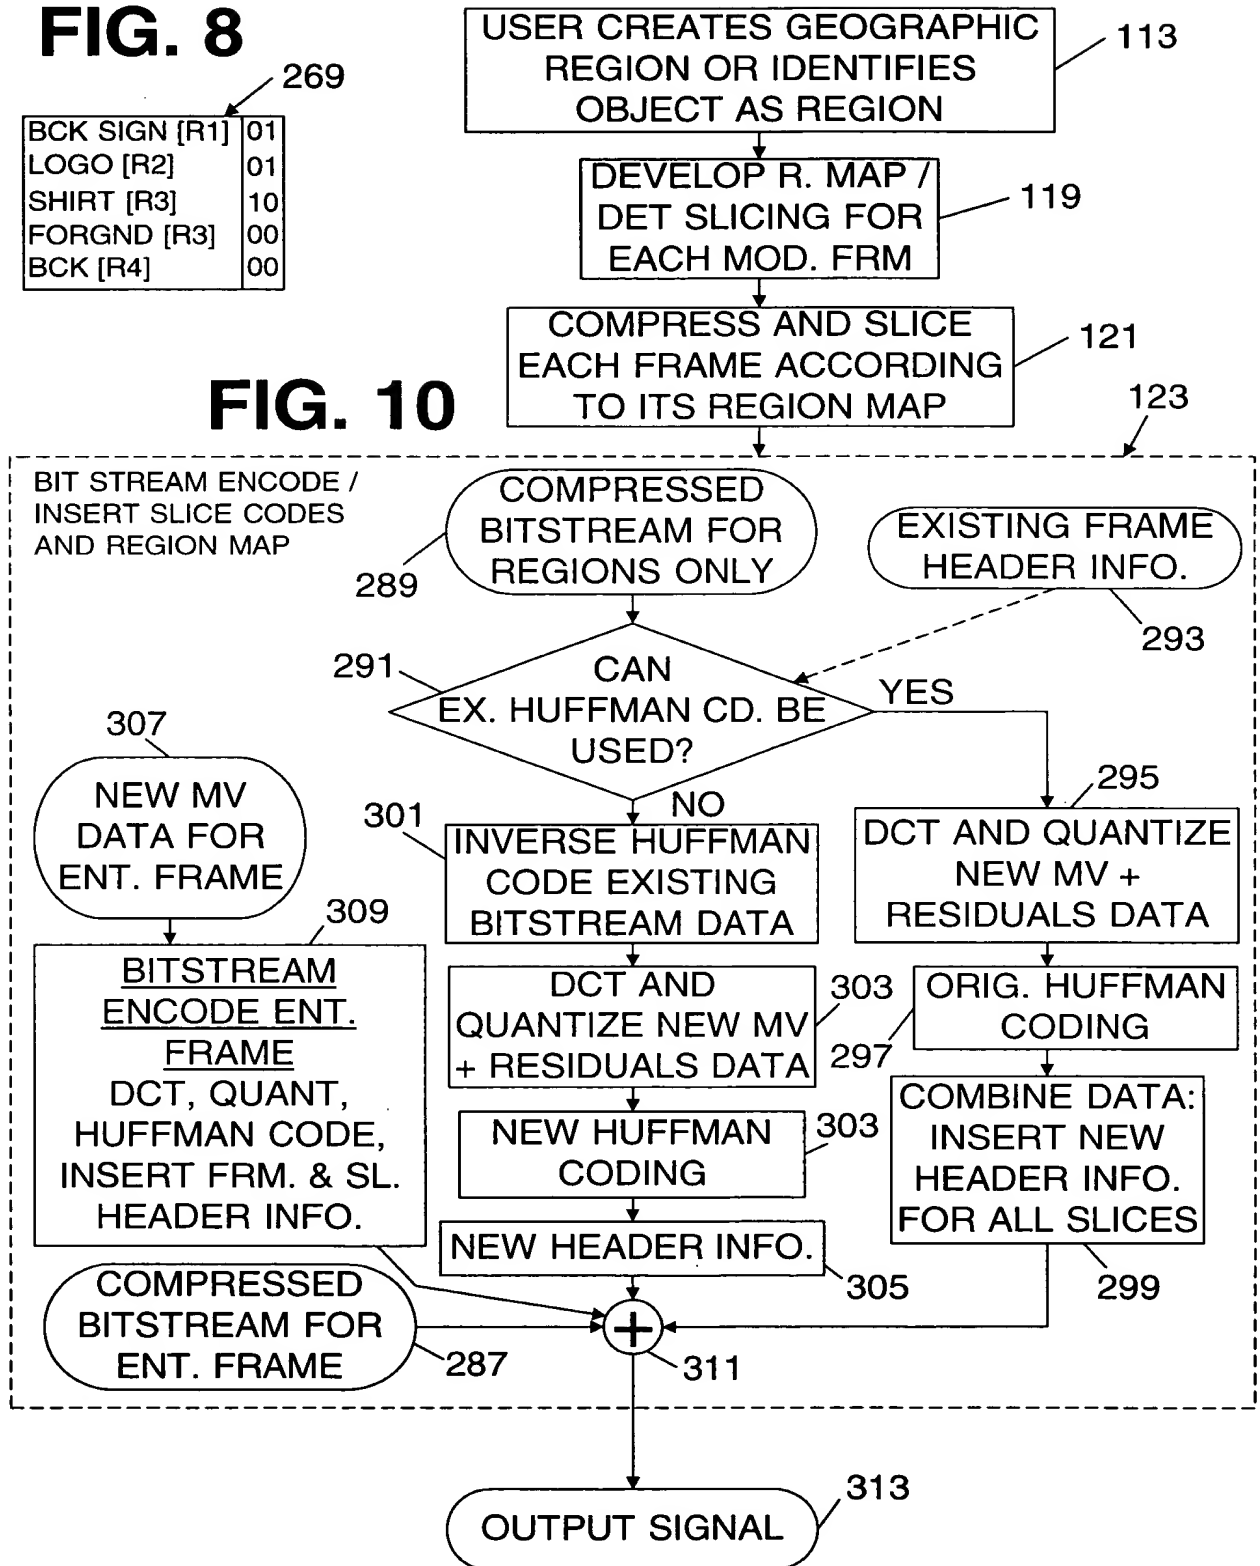 FIG. 8
269
BCK SIGN [R1] 01
LOGO [R2] 01
SHIRT [R3] 10
FORGND [R3] 00
BCK [R4] 00
USER CREATES GEOGRAPHIC
REGION OR IDENTIFIES
OBJECT AS REGION
113
DEVELOP R. MAP /
DET SLICING FOR
EACH MOD. FRM
119
COMPRESS AND SLICE
EACH FRAME ACCORDING
TO ITS REGION MAP
121
FIG. 10
123
BIT STREAM ENCODE /
INSERT SLICE CODES
AND REGION MAP
COMPRESSED
BITSTREAM FOR
REGIONS ONLY
289
EXISTING FRAME
HEADER INFO.
293
291
CAN
EX. HUFFMAN CD. BE
USED?
YES
NO
307
NEW MV
DATA FOR
ENT. FRAME
301
INVERSE HUFFMAN
CODE EXISTING
BITSTREAM DATA
295
DCT AND QUANTIZE
NEW MV +
RESIDUALS DATA
309
BITSTREAM
ENCODE ENT.
FRAME
DCT, QUANT,
HUFFMAN CODE,
INSERT FRM. & SL.
HEADER INFO.
DCT AND
QUANTIZE NEW MV
+ RESIDUALS DATA
303
ORIG. HUFFMAN
CODING
297
NEW HUFFMAN
CODING
303
COMBINE DATA:
INSERT NEW
HEADER INFO.
FOR ALL SLICES
299
NEW HEADER INFO.
305
COMPRESSED
BITSTREAM FOR
ENT. FRAME
287
+
311
OUTPUT SIGNAL
313